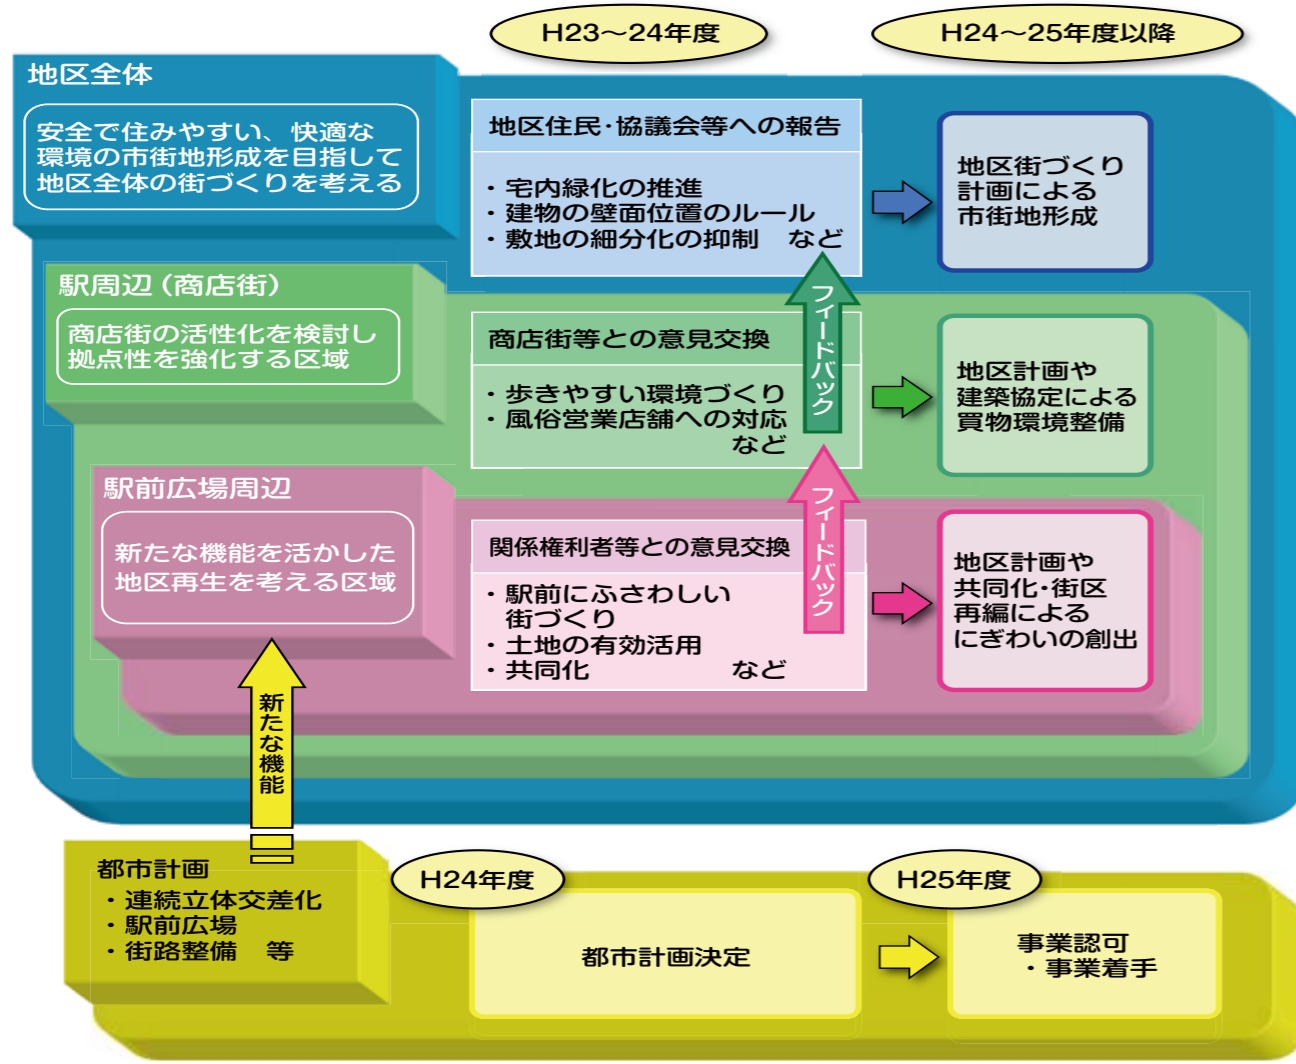 H23～24年度
H24～25年度以降
地区全体
安全で住みやすい、快適な
環境の市街地形成を目指して
地区全体の街づくりを考える
地区住民・協議会等への報告
・宅内緑化の推進
・建物の壁面位置のルール
・敷地の細分化の抑制　など
地区街づくり
計画による
市街地形成
駅周辺（商店街）
商店街の活性化を検討し
拠点性を強化する区域
商店街等との意見交換
・歩きやすい環境づくり
・風俗営業店舗への対応
など
フィードバック
地区計画や
建築協定による
買物環境整備
駅前広場周辺
新たな機能を活かした
地区再生を考える区域
関係権利者等との意見交換
・駅前にふさわしい
街づくり
・土地の有効活用
・共同化　　　　　など
フィードバック
地区計画や
共同化・街区
再編による
にぎわいの創出
新たな機能
都市計画
・連続立体交差化
・駅前広場
・街路整備　等
H24年度
都市計画決定
H25年度
事業認可
・事業着手